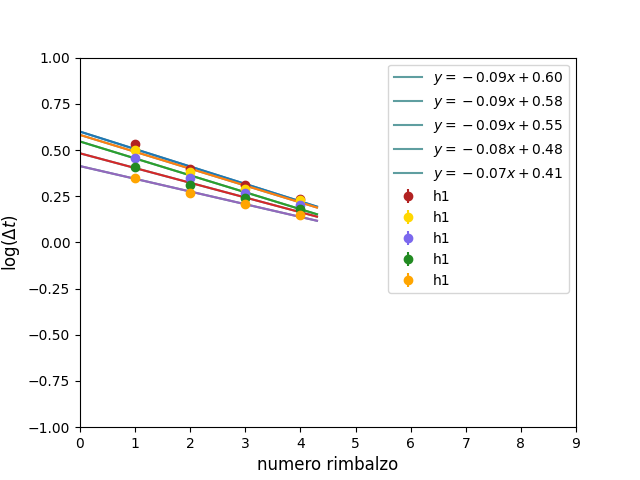 1.00
0.75
0.50
0.25
0.00
−0.25
−0.50
−0.75
−1.00
log(Δt)
0 1 2 3 4 5 6 7 8 9
numero rimbalzo
y = −0.09x + 0.60
y = −0.09x + 0.58
y = −0.09x + 0.55
y = −0.08x + 0.48
y = −0.07x + 0.41
h1
h1
h1
h1
h1